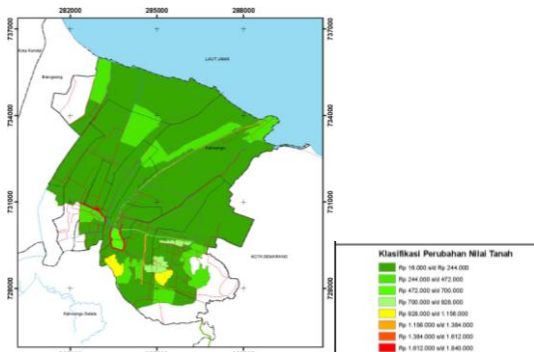 282000 285000 288000
737000 737000
LAUT JAWA
734000 734000
731000 731000
KOTA SEMARANG
728000 728000
282000 285000 288000
Klasifikasi Perubahan Nilai Tanah
Rp 18.000 s/d Rp 244.000
Rp 244.000 s/d 472.000
Rp 472.000 s/d 700.000
Rp 700.000 s/d 928.000
Rp 928.000 s/d 1.156.000
Rp 1.156.000 s/d 1.384.000
Rp 1.384.000 s/d 1.612.000
Rp 1.612.000 s/d 1.840.000